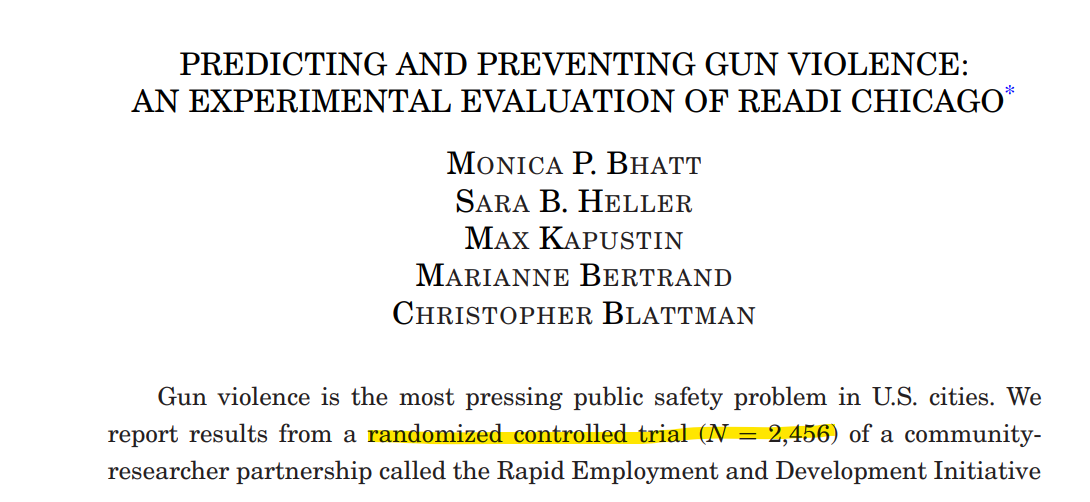 PREDICTING AND PREVENTING GUN VIOLENCE:
AN EXPERIMENTAL EVALUATION OF READI CHICAGO*
MONICA P. BHATT
SARA B. HELLER
MAX KAPUSTIN
MARIANNE BERTRAND
CHRISTOPHER BLATTMAN
Gun violence is the most pressing public safety problem in U.S. cities. We
report results from a randomized controlled trial (N = 2,456) of a community-
researcher partnership called the Rapid Employment and Development Initiative